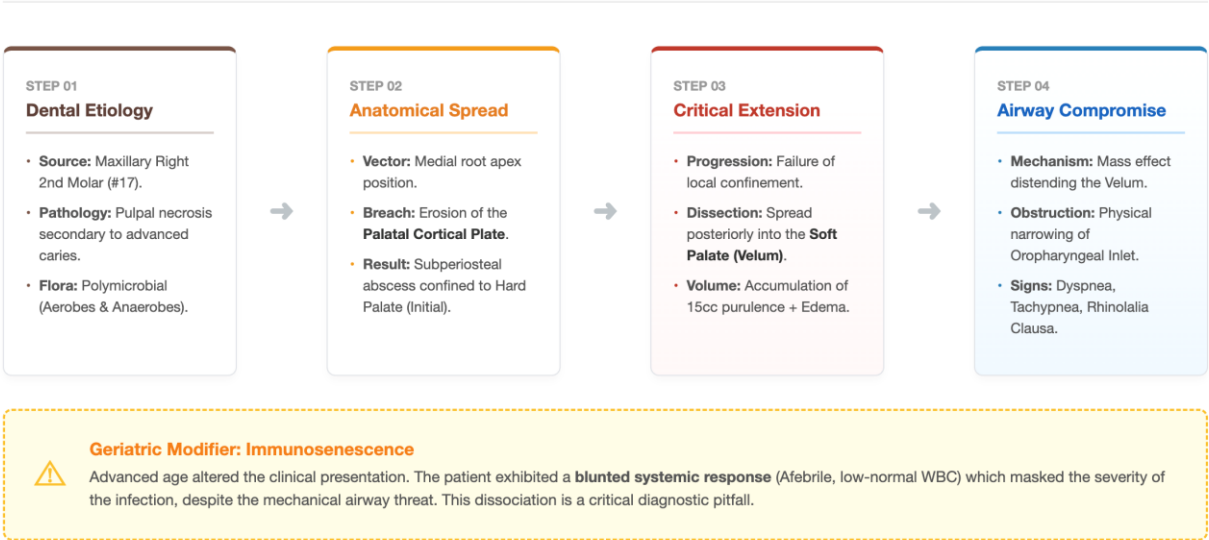 STEP 01
Dental Etiology
• Source: Maxillary Right
2nd Molar (#17).
• Pathology: Pulpal necrosis
secondary to advanced
caries.
• Flora: Polymicrobial
(Aerobes & Anaerobes).
STEP 02
Anatomical Spread
• Vector: Medial root apex
position.
• Breach: Erosion of the
Palatal Cortical Plate.
• Result: Subperiosteal
abscess confined to Hard
Palate (Initial).
STEP 03
Critical Extension
• Progression: Failure of
local confinement.
• Dissection: Spread
posteriorly into the Soft
Palate (Velum).
• Volume: Accumulation of
15cc purulence + Edema.
STEP 04
Airway Compromise
• Mechanism: Mass effect
distending the Velum.
• Obstruction: Physical
narrowing of
Oropharyngeal Inlet.
• Signs: Dyspnea,
Tachypnea, Rhinolalia
Clausa.
Geriatric Modifier: Immunosenescence
Advanced age altered the clinical presentation. The patient exhibited a blunted systemic response (Afebrile, low-normal WBC) which masked the severity of
the infection, despite the mechanical airway threat. This dissociation is a critical diagnostic pitfall.